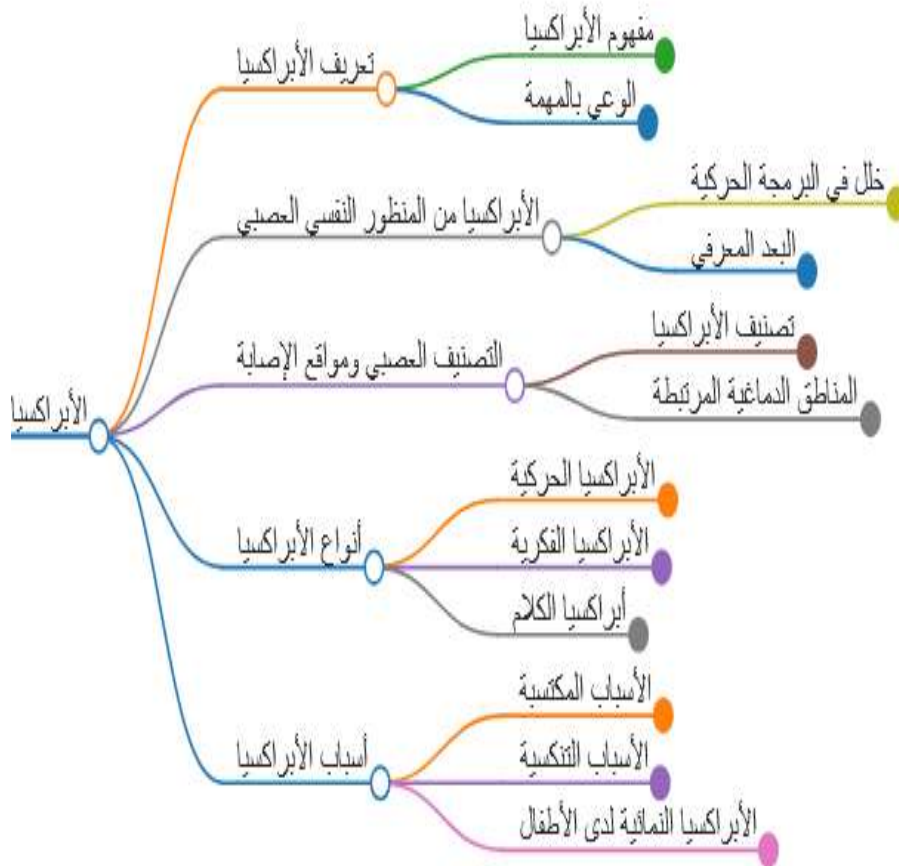 الأبراكسيا
تعريف الأبراكسيا
مفهوم الأبراكسيا
الوعي بالمهمة
الأبراكسيا من المنظور النفسي العصبي
خلل في البرمجة الحركية
البعد المعرفي
التصنيف العصبي ومواقع الإصابة
تصنيف الأبراكسيا
المناطق الدماغية المرتبطة
أنواع الأبراكسيا
الأبراكسيا الحركية
الأبراكسيا الفكرية
أبراكسيا الكلام
أسباب الأبراكسيا
الأسباب المكتسبة
الأسباب التنكسية
الأبراكسيا النمائية لدى الأطفال